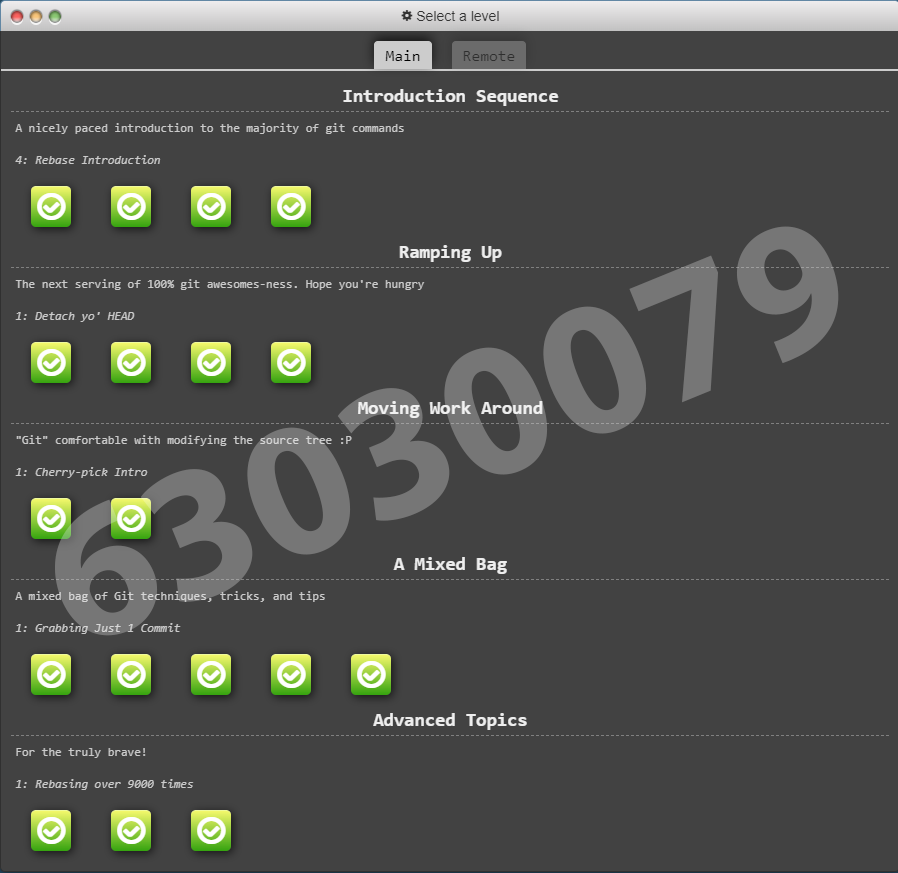 Select a level
Main Remote
Introduction Sequence
A nicely paced introduction to the majority of git commands
4: Rebase Introduction
Ramping Up
The next serving of 100% git awesomes-ness. Hope you're hungry
1: Detach yo' HEAD
Moving Work Around
"Git" comfortable with modifying the source tree :P
1: Cherry-pick Intro
A Mixed Bag
A mixed bag of Git techniques, tricks, and tips
1: Grabbing Just 1 Commit
Advanced Topics
For the truly brave!
1: Rebasing over 9000 times
63030079